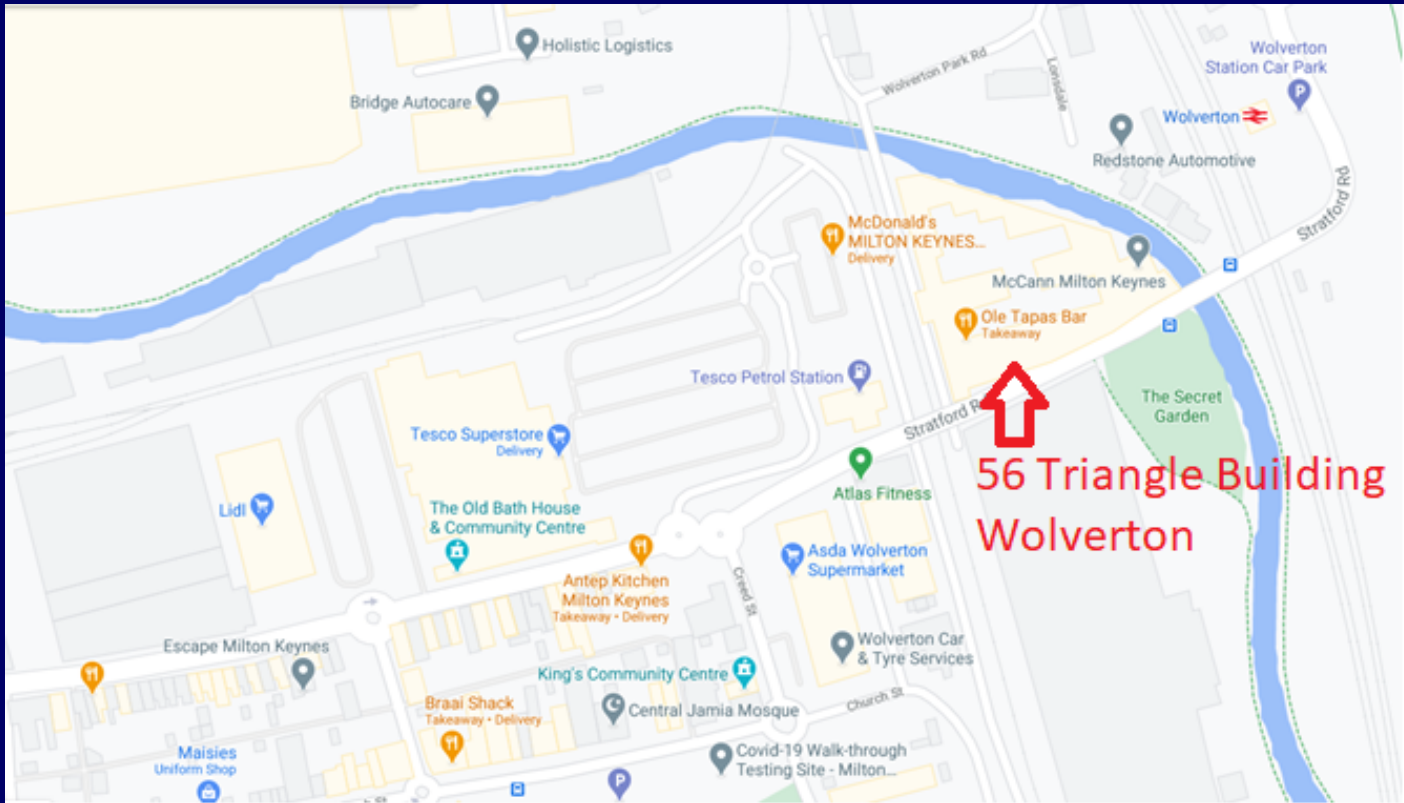 Holistic Logistics
Wolverton
Station Car Park
P
Bridge Autocare
Wolverton Park Rd
Lonsdale
Wolverton
Redstone Automotive
Stratford Rd
McDonald's
MILTON KEYNES...
Delivery
McCann Milton Keynes
Ole Tapas Bar
Takeaway
Tesco Petrol Station
The Secret
Garden
Stratford R
Tesco Superstore
Delivery
56 Triangle Building
Wolverton
Atlas Fitness
Lidl
The Old Bath House
& Community Centre
Asda Wolverton
Supermarket
Antep Kitchen
Milton Keynes
Takeaway • Delivery
Creed St
Escape Milton Keynes
Wolverton Car
& Tyre Services
King's Community Centre
Braai Shack
Takeaway • Delivery
Central Jamia Mosque
Church St
Maisies
Uniform Shop
Covid-19 Walk-through
Testing Site - Milton...
P